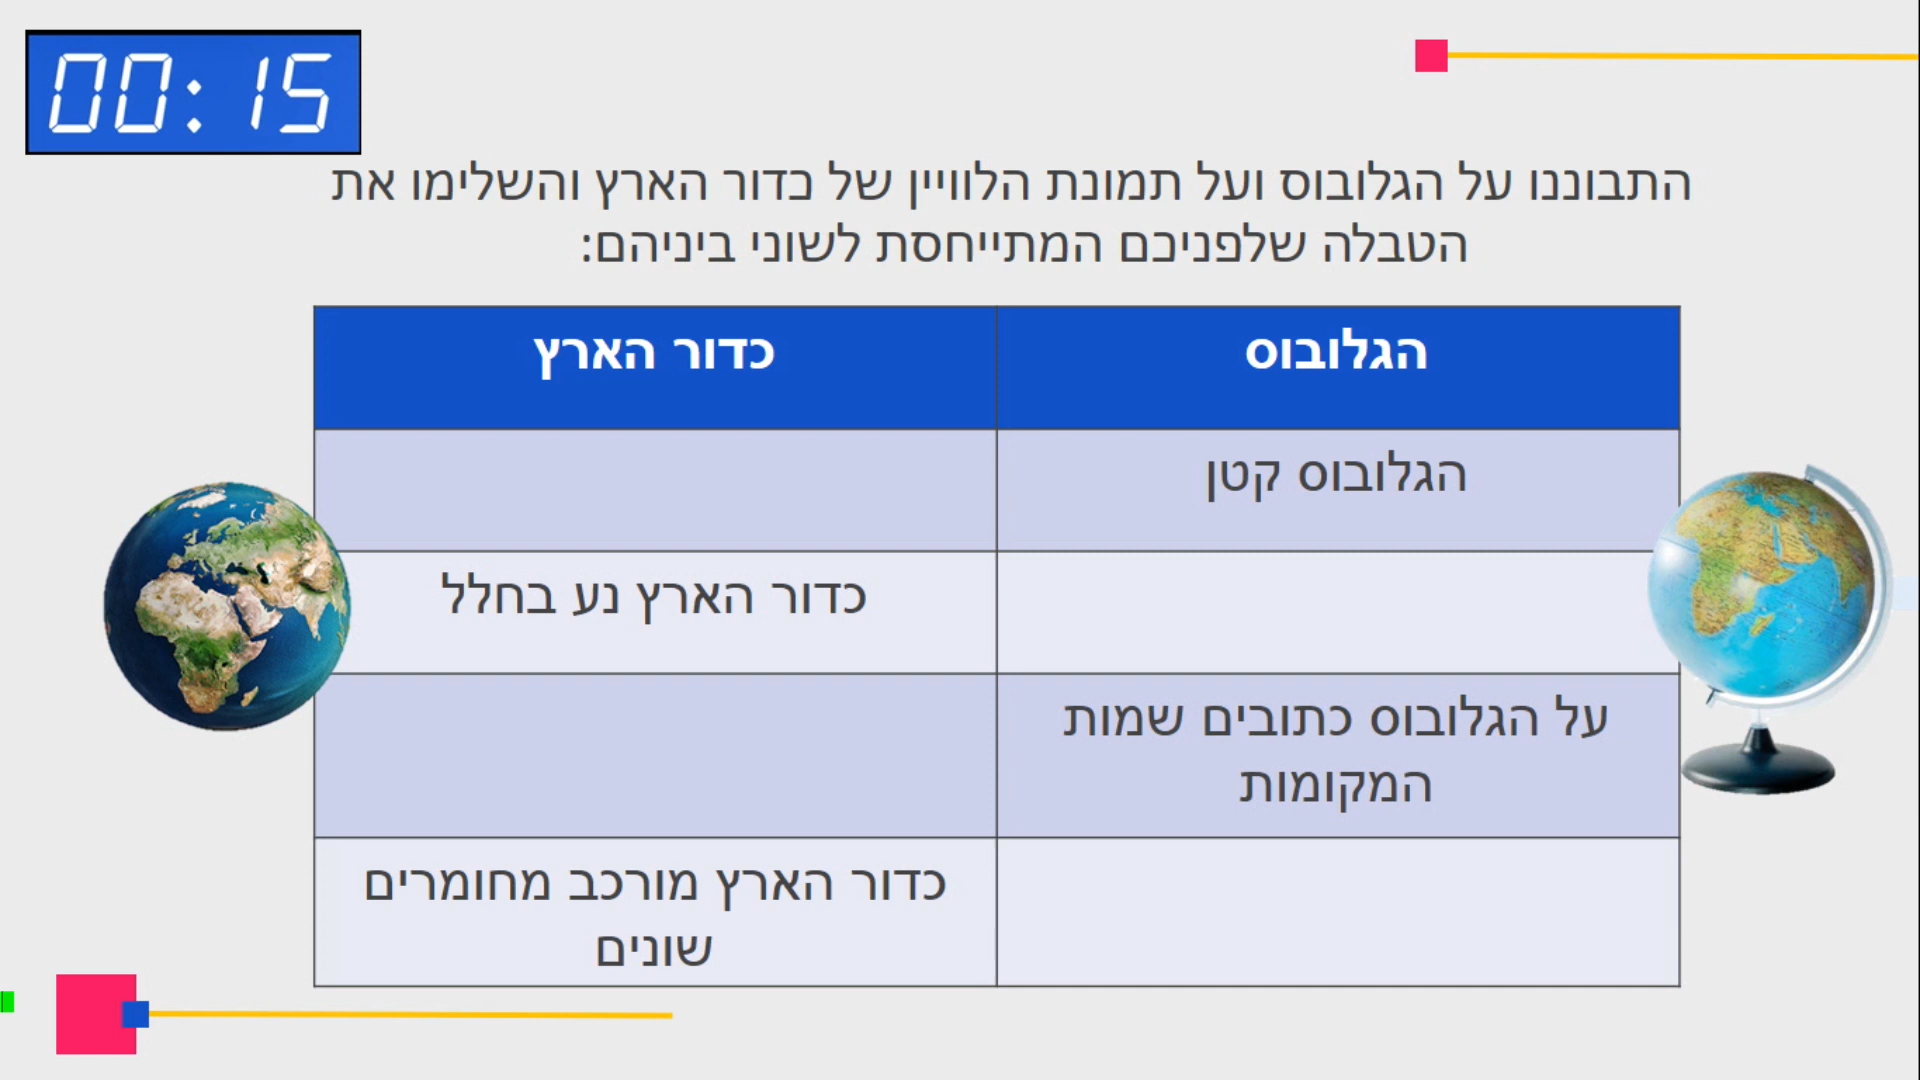 00:15
התבוננו על הגלובוס ועל תמונת הלוויין של כדור הארץ והשלימו את
הטבלה שלפניכם המתייחסת לשוני ביניהם:
הגלובוס
כדור הארץ
הגלובוס קטן
כדור הארץ נע בחלל
על הגלובוס כתובים שמות
המקומות
כדור הארץ מורכב מחומרים
שונים